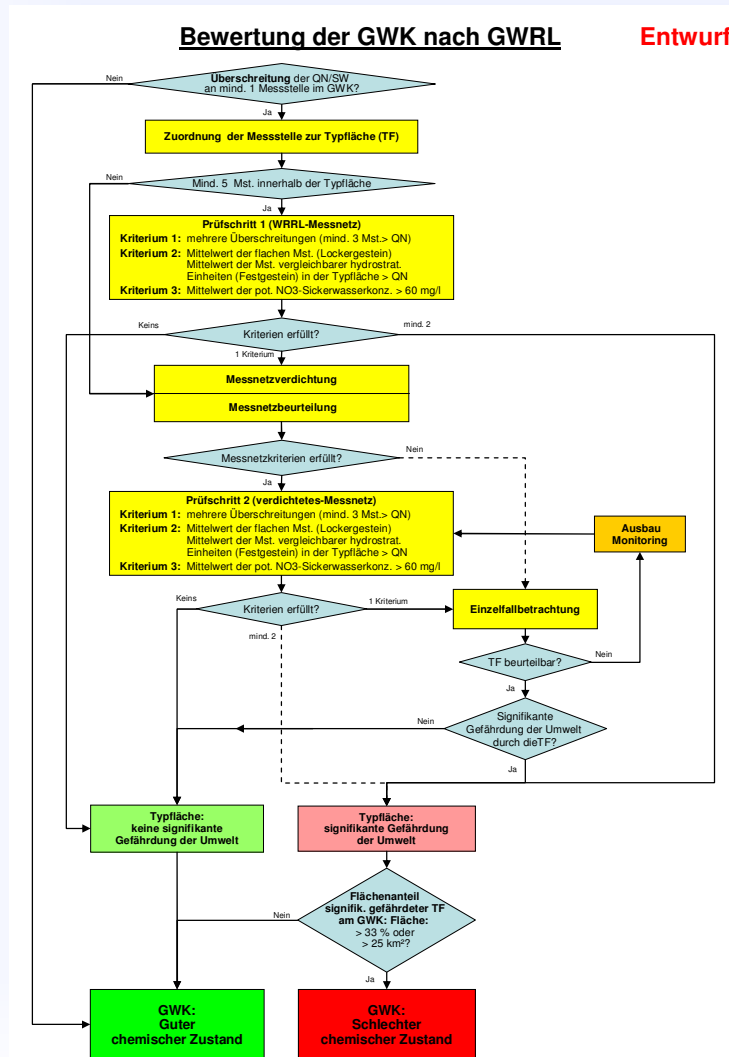 Bewertung der GWK nach GWRL
Entwurf
Nein
Überschreitung der QN/SW
an mind. 1 Messstelle im GWK?
Ja
Zuordnung der Messstelle zur Typfläche (TF)
Nein
Mind. 5 Mst. innerhalb der Typfläche
Ja
Prüfschritt 1 (WRRL-Messnetz)
Kriterium 1: mehrere Überschreitungen (mind. 3 Mst.> QN)
Kriterium 2: Mittelwert der flachen Mst. (Lockergestein)
Mittelwert der Mst. vergleichbarer hydrostrat.
Einheiten (Festgestein) in der Typfläche > QN
Kriterium 3: Mittelwert der pot. NO3-Sickerwasserkonz. > 60 mg/l
Keins
Kriterien erfüllt?
mind. 2
1 Kriterium
Messnetzverdichtung
Messnetzbeurteilung
Messnetzkriterien erfüllt?
Nein
Ja
Prüfschritt 2 (verdichtetes-Messnetz)
Kriterium 1: mehrere Überschreitungen (mind. 3 Mst.> QN)
Kriterium 2: Mittelwert der flachen Mst. (Lockergestein)
Mittelwert der Mst. vergleichbarer hydrostrat.
Einheiten (Festgestein) in der Typfläche > QN
Kriterium 3: Mittelwert der pot. NO3-Sickerwasserkonz. > 60 mg/l
Ausbau
Monitoring
Keins
Kriterien erfüllt?
1 Kriterium
mind. 2
Einzelfallbetrachtung
TF beurteilbar?
Nein
Ja
Nein
Signifikante
Gefährdung der Umwelt
durch dieTF?
Ja
Typfläche:
keine signifikante
Gefährdung der Umwelt
Typfläche:
signifikante Gefährdung
der Umwelt
Nein
Flächenanteil
signifik. gefährdeter TF
am GWK: Fläche:
> 33 % oder
> 25 km²?
Ja
GWK:
Guter
chemischer Zustand
GWK:
Schlechter
chemischer Zustand